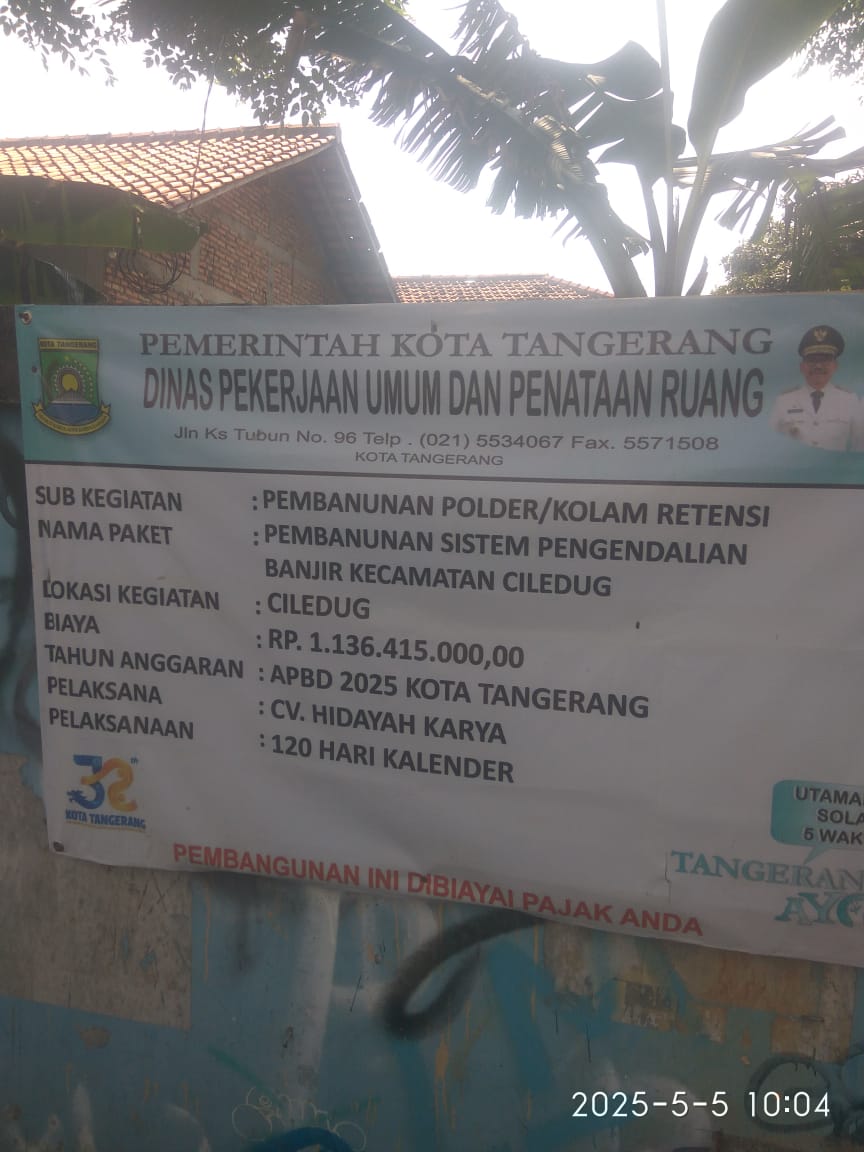 KOTA TANGERANG
PEMERINTAH KOTA TANGERANG
DINAS PEKERJAAN UMUM DAN PENATAAN RUANG
Jln Ks Tubun No. 96 Telp . (021) 5534067 Fax. 5571508
KOTA TANGERANG
SUB KEGIATAN : PEMBANUNAN POLDER/KOLAM RETENSI
NAMA PAKET : PEMBANUNAN SISTEM PENGENDALIAN
BANJIR KECAMATAN CILEDUG
LOKASI KEGIATAN : CILEDUG
BIAYA : RP. 1.136.415.000,00
TAHUN ANGGARAN : APBD 2025 KOTA TANGERANG
PELAKSANA : CV. HIDAYAH KARYA
PELAKSANAAN : 120 HARI KALENDER
32 th
KOTA TANGERANG
UTAMA
SOLA
5 WAK
TANGERAN
AYO
PEMBANGUNAN INI DIBIAYAI PAJAK ANDA
2025-5-5 10:04